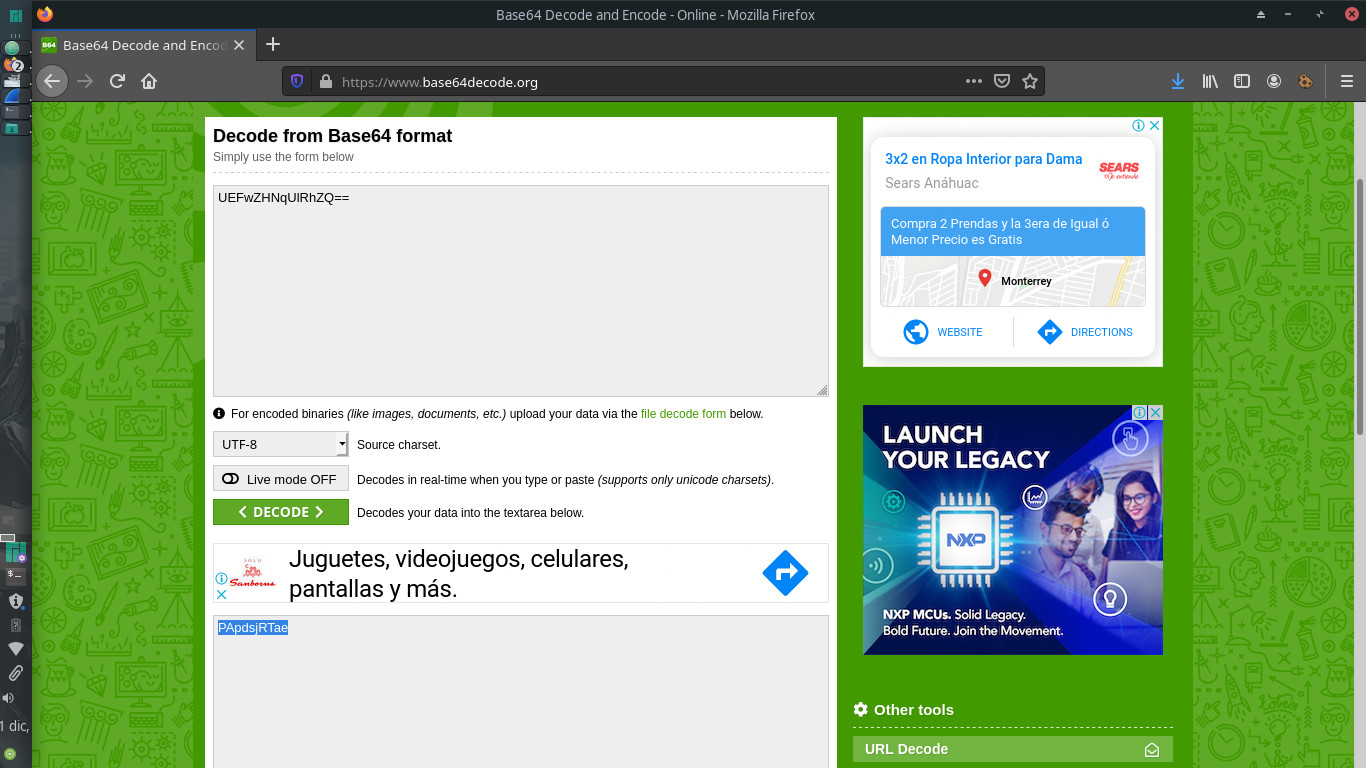 Base64 Decode and Encode - Online - Mozilla Firefox
B64 Base64 Decode and Encod
https://www.base64decode.org
2
Decode from Base64 format
Simply use the form below
UEFwZHNqUlRhZQ==
For encoded binaries (like images, documents, etc.) upload your data via the file decode form below.
UTF-8 Source charset.
Live mode OFF Decodes in real-time when you type or paste (supports only unicode charsets).
DECODE Decodes your data into the textarea below.
SOLO
Sanborns
Juguetes, videojuegos, celulares,
pantallas y más.
PApdsjRTae
3x2 en Ropa Interior para Dama
Sears Anáhuac
SEARS
Me entiende
Compra 2 Prendas y la 3era de Igual ó
Menor Precio es Gratis
Monterrey
WEBSITE DIRECTIONS
LAUNCH
YOUR LEGACY
NXP
NXP MCUs. Solid Legacy.
Bold Future. Join the Movement.
Other tools
URL Decode
1 dic,